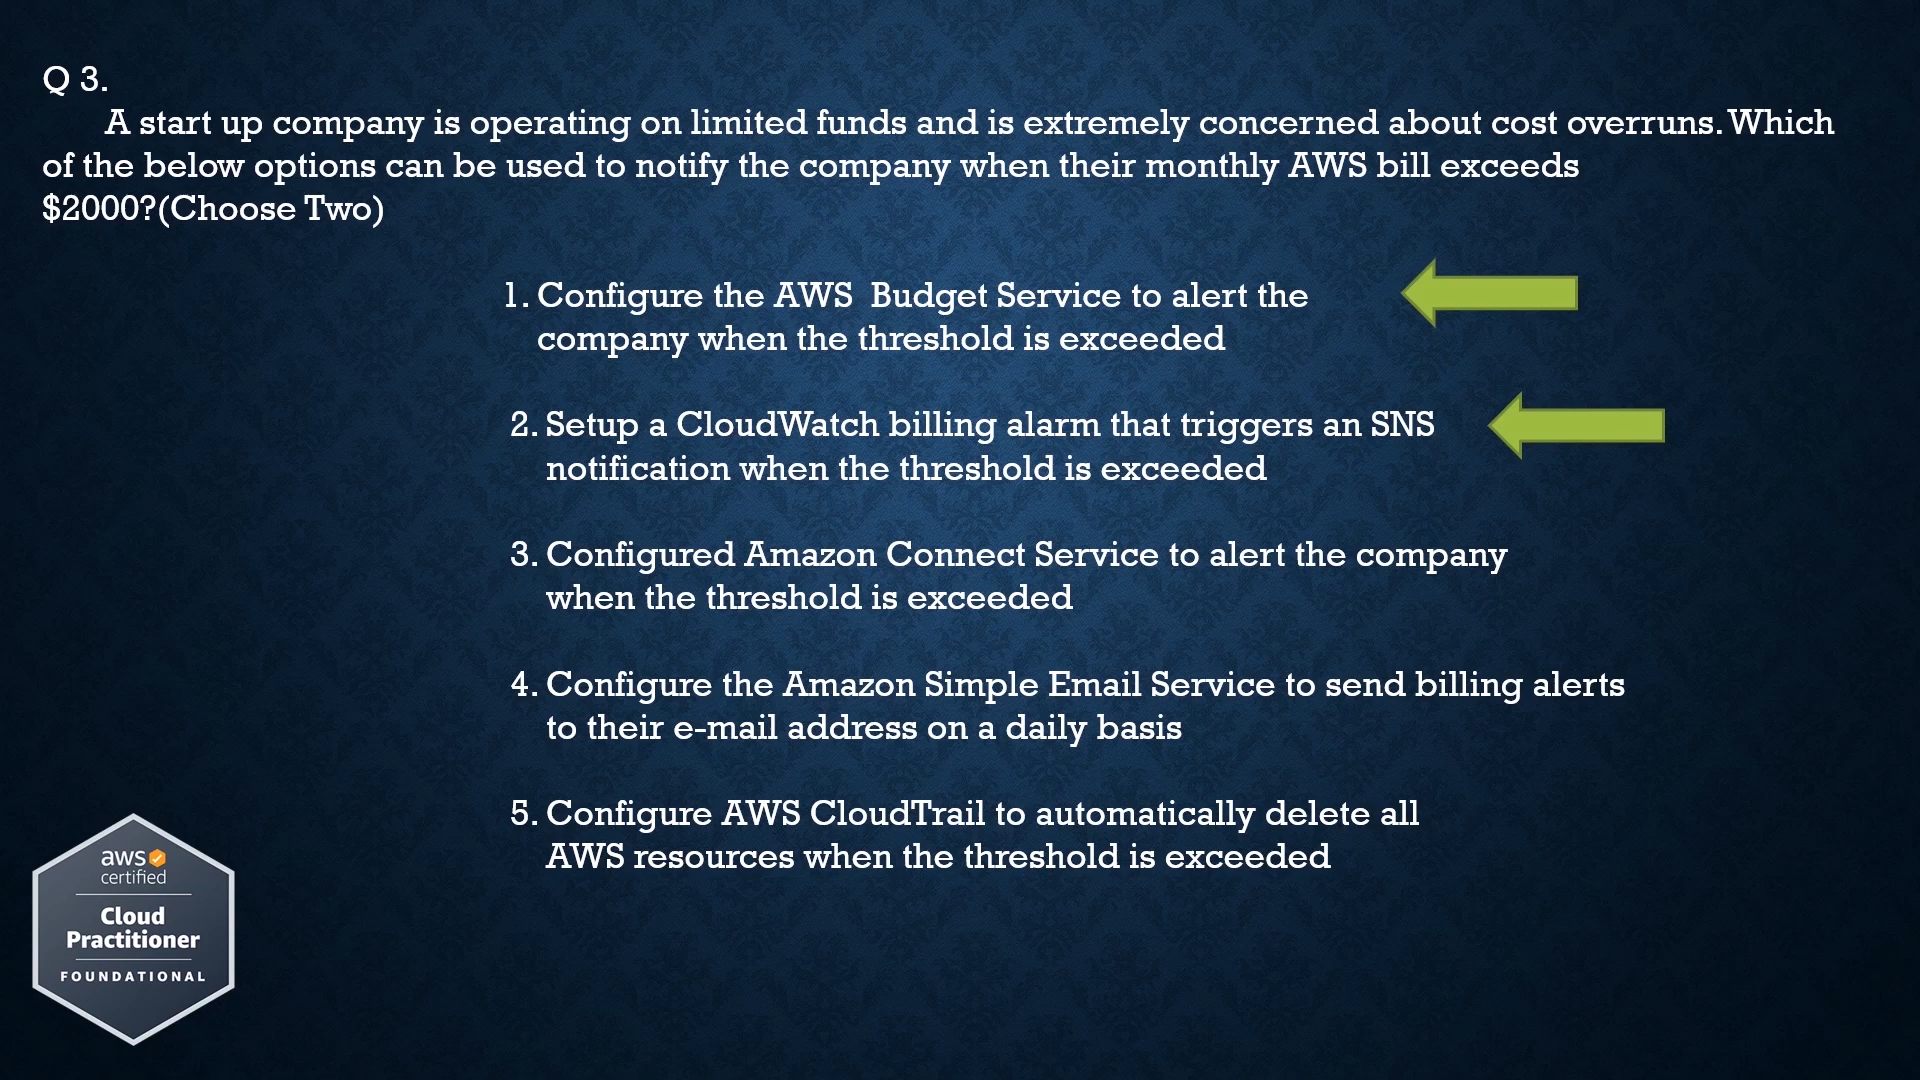 Q 3.
A start up company is operating on limited funds and is extremely concerned about cost overruns. Which
of the below options can be used to notify the company when their monthly AWS bill exceeds
$2000?(Choose Two)
1. Configure the AWS  Budget Service to alert the
company when the threshold is exceeded
2. Setup a CloudWatch billing alarm that triggers an SNS
notification when the threshold is exceeded
3. Configured Amazon Connect Service to alert the company
when the threshold is exceeded
4. Configure the Amazon Simple Email Service to send billing alerts
to their e-mail address on a daily basis
5. Configure AWS CloudTrail to automatically delete all
AWS resources when the threshold is exceeded
aws
certified
Cloud
Practitioner
FOUNDATIONAL